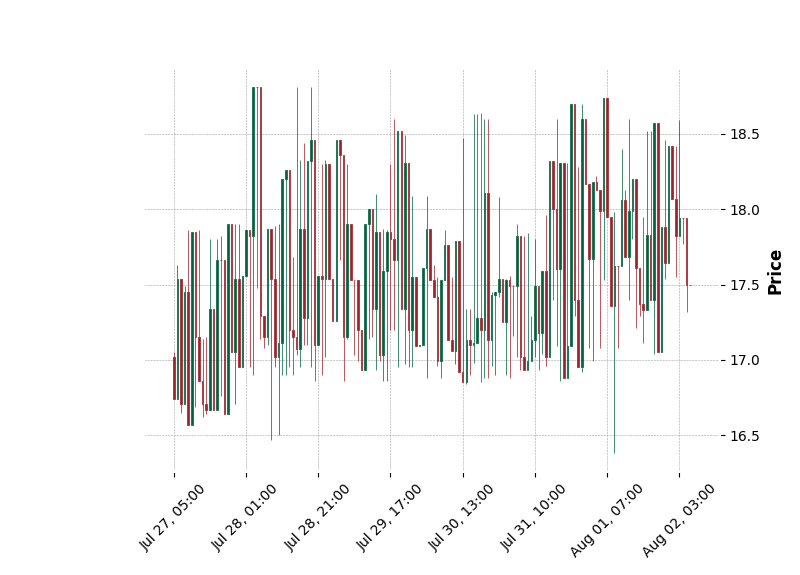 18.5
18.0
17.5
17.0
16.5
Price
Jul 27, 05:00
Jul 28, 01:00
Jul 28, 21:00
Jul 29, 17:00
Jul 30, 13:00
Jul 31, 10:00
Aug 01, 07:00
Aug 02, 03:00